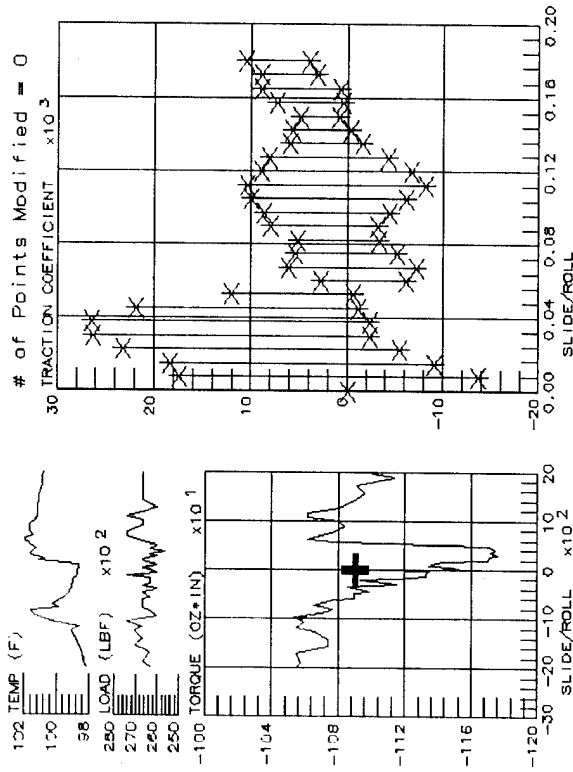 # of Points Modified = 0
TRACTION COEFFICIENT x10 3
30
20
10
0
-10
-20
0.00 0.04 0.08 0.12 0.16 0.20
SLIDE/ROLL
102 TEMP (F)
100
98
280 LOAD (LBF) x10 2
270
260
250
-100 TORQUE (OZ*IN) x10 1
-104
-108
-112
-116
-120
-30 -20 -10 0 10 20
SLIDE/ROLL x10 2